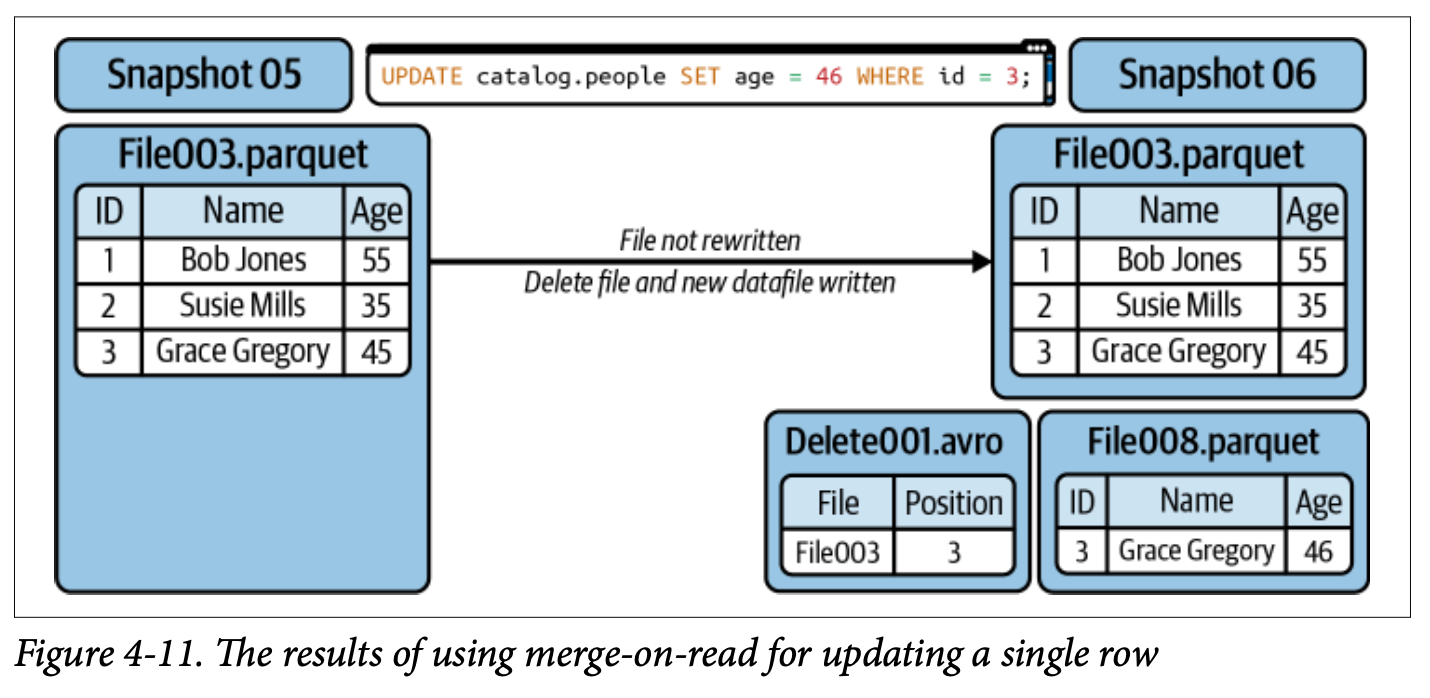 Snapshot 05
UPDATE catalog.people SET age = 46 WHERE id = 3;
Snapshot 06
File003.parquet
ID Name Age
1 Bob Jones 55
2 Susie Mills 35
3 Grace Gregory 45
File not rewritten
Delete file and new datafile written
File003.parquet
ID Name Age
1 Bob Jones 55
2 Susie Mills 35
3 Grace Gregory 45
Delete001.avro
File Position
File003 3
File008.parquet
ID Name Age
3 Grace Gregory 46
Figure 4-11. The results of using merge-on-read for updating a single row